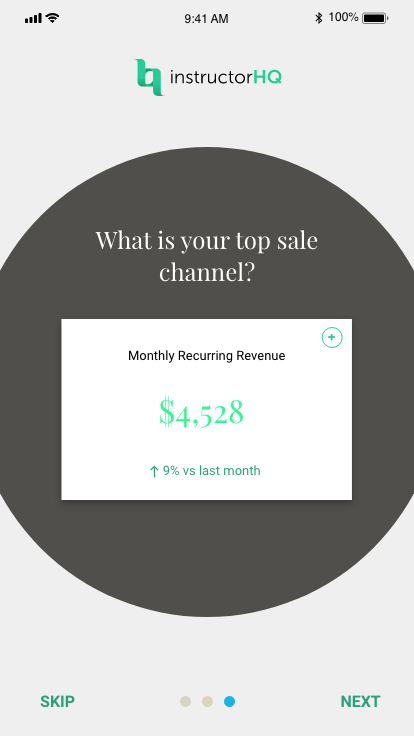 9:41 AM
100%
instructorHQ
What is your top sale
channel?
+
Monthly Recurring Revenue
$4,528
↑ 9% vs last month
SKIP
NEXT